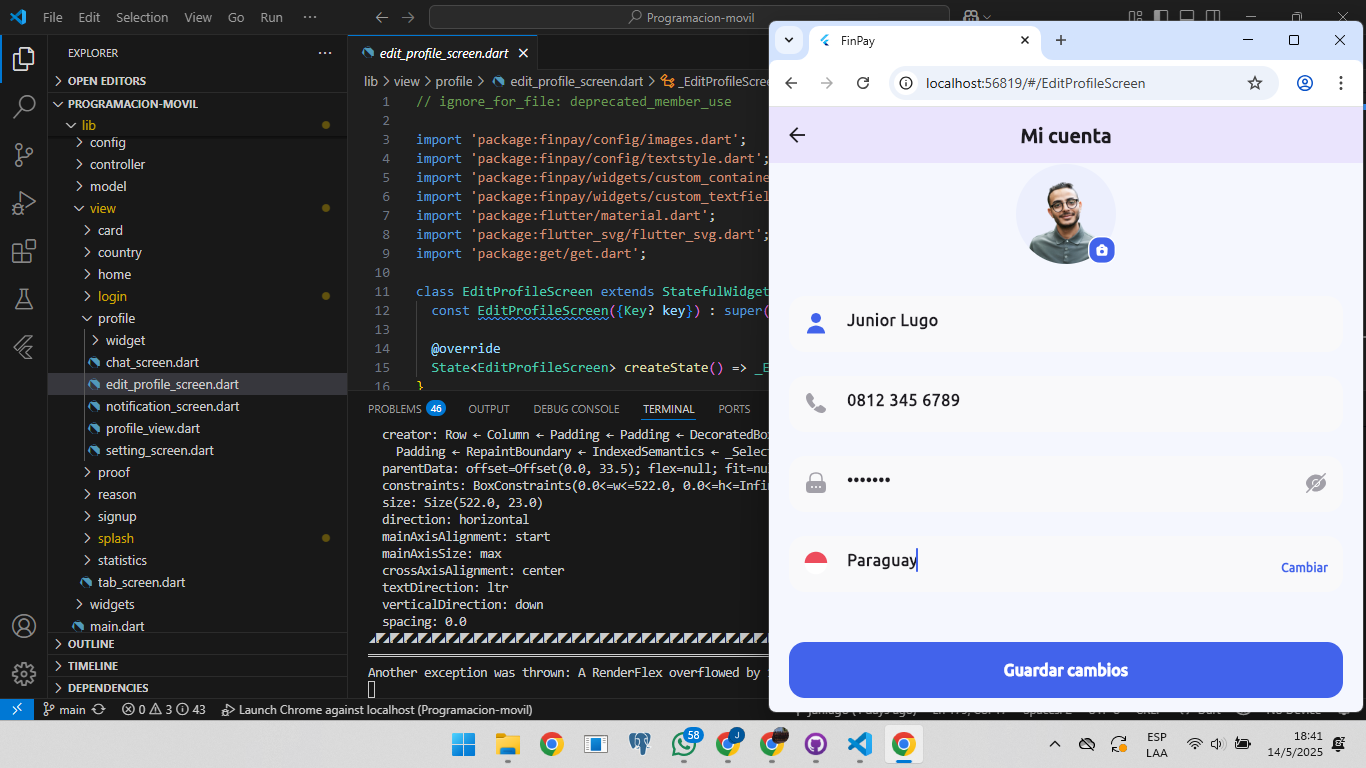 File Edit Selection View Go Run ···
Programacion-movil
EXPLORER
OPEN EDITORS
PROGRAMACION-MOVIL
lib
config
controller
model
view
card
country
home
login
profile
widget
chat_screen.dart
edit_profile_screen.dart
notification_screen.dart
profile_view.dart
setting_screen.dart
proof
reason
signup
splash
statistics
tab_screen.dart
widgets
main.dart
OUTLINE
TIMELINE
DEPENDENCIES
edit_profile_screen.dart
lib > view > profile > edit_profile_screen.dart > _EditProfileScree
1 // ignore_for_file: deprecated_member_use
2
3 import 'package:finpay/config/images.dart';
4 import 'package:finpay/config/textstyle.dart';
5 import 'package:finpay/widgets/custom_containe
6 import 'package:finpay/widgets/custom_textfiel
7 import 'package:flutter/material.dart';
8 import 'package:flutter_svg/flutter_svg.dart';
9 import 'package:get/get.dart';
10
11 class EditProfileScreen extends StatefulWidget
12 const EditProfileScreen({Key? key}) : super(
13
14 @override
15 State<EditProfileScreen> createState() => _E
16 }
PROBLEMS 46 OUTPUT DEBUG CONSOLE TERMINAL PORTS
creator: Row ← Column ← Padding ← Padding ← DecoratedBox
Padding ← RepaintBoundary ← IndexedSemantics ← _Selec
parentData: offset=Offset(0.0, 33.5); flex=null; fit=nu
constraints: BoxConstraints(0.0<=w<=522.0, 0.0<=h<=Infi
size: Size(522.0, 23.0)
direction: horizontal
mainAxisAlignment: start
mainAxisSize: max
crossAxisAlignment: center
textDirection: ltr
verticalDirection: down
spacing: 0.0
Another exception was thrown: A RenderFlex overflowed by
main 0 3 43 Launch Chrome against localhost (Programacion-movil)
FinPay
localhost:56819/#/EditProfileScreen
Mi cuenta
Junior Lugo
0812 345 6789
•••••••
Paraguay
Cambiar
Guardar cambios
58
J
ESP
LAA
18:41
14/5/2025